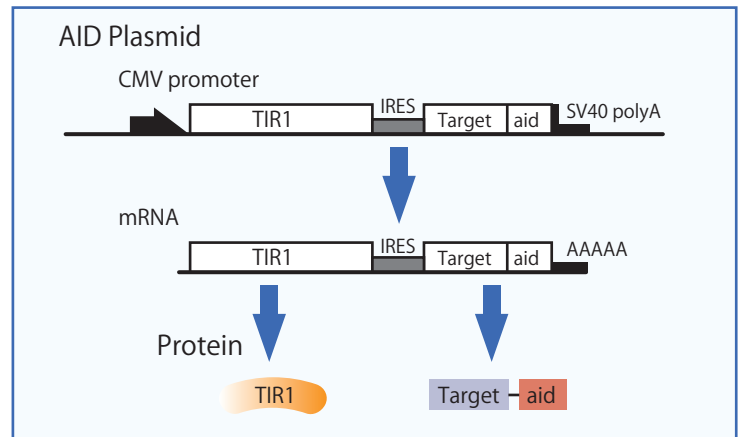 AID Plasmid
CMV promoter
TIR1
IRES
Target
aid
SV40 polyA
mRNA
TIR1
IRES
Target
aid
AAAAA
Protein
TIR1
Target
aid